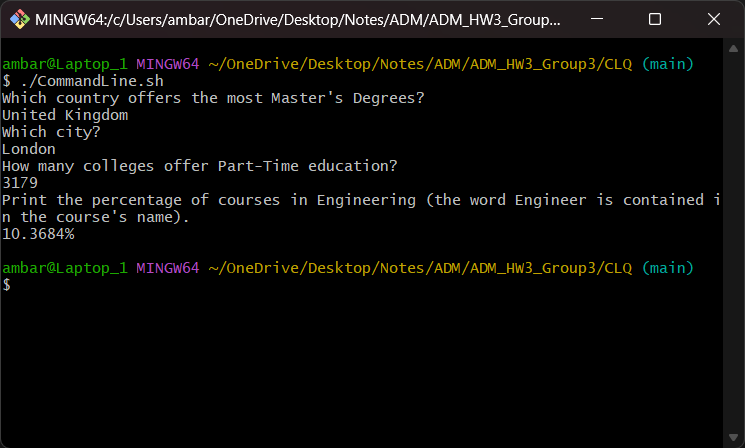 MINGW64:/c/Users/ambar/OneDrive/Desktop/Notes/ADM/ADM_HW3_Group...
ambar@Laptop_1 MINGW64 ~/OneDrive/Desktop/Notes/ADM/ADM_HW3_Group3/CLQ (main)
$ ./CommandLine.sh
Which country offers the most Master's Degrees?
United Kingdom
Which city?
London
How many colleges offer Part-Time education?
3179
Print the percentage of courses in Engineering (the word Engineer is contained i
n the course's name).
10.3684%
ambar@Laptop_1 MINGW64 ~/OneDrive/Desktop/Notes/ADM/ADM_HW3_Group3/CLQ (main)
$